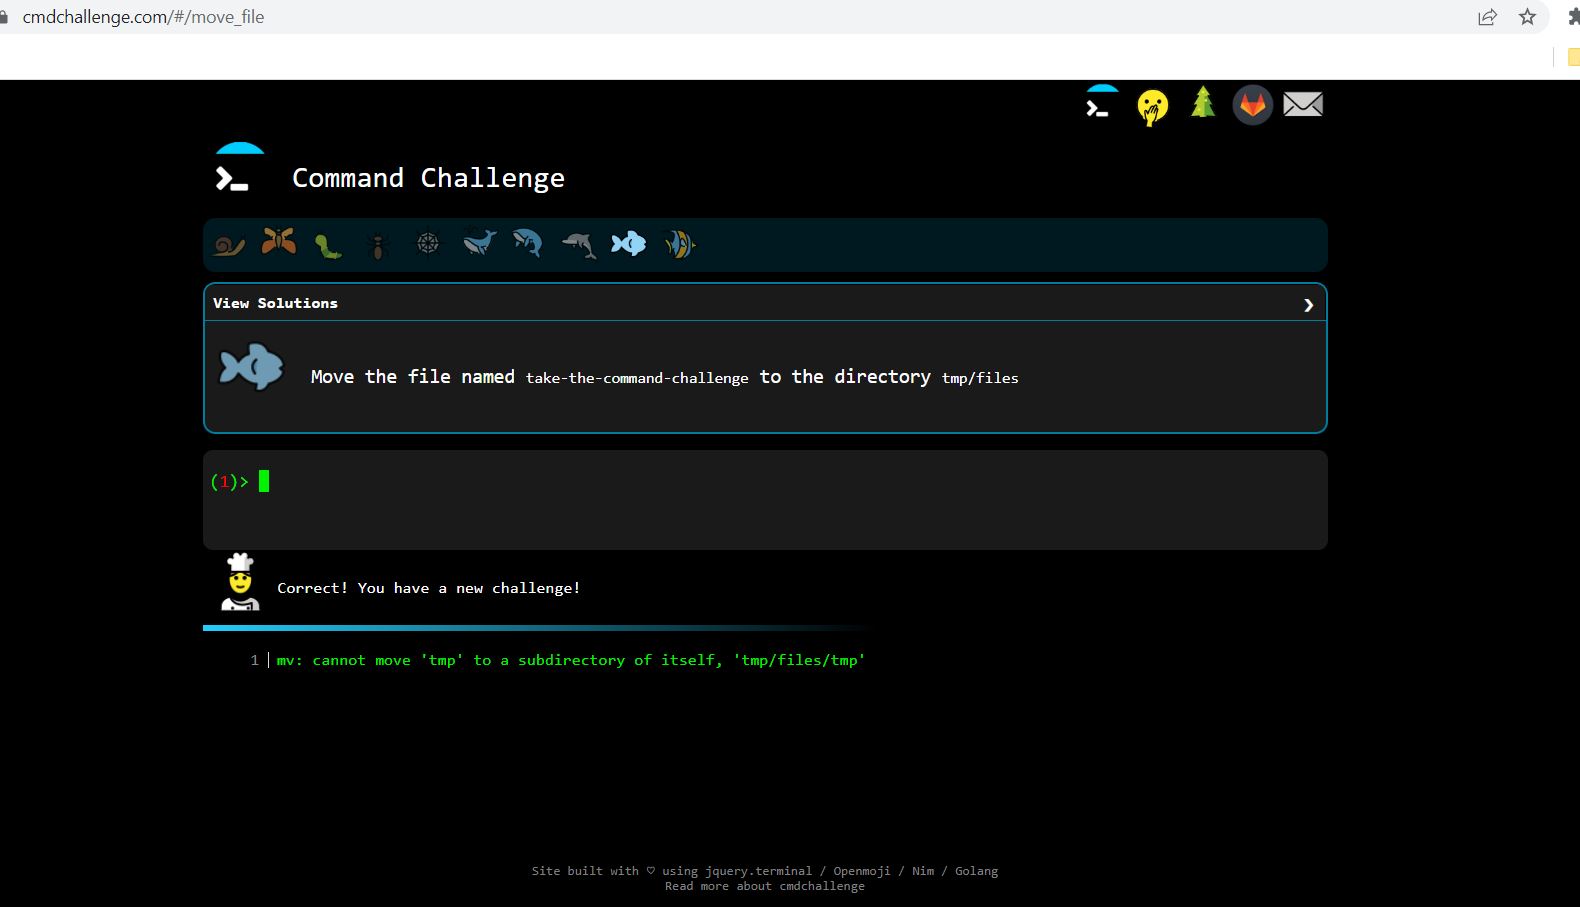 cmdchallenge.com/#/move_file
Command Challenge
View Solutions
Move the file named take-the-command-challenge to the directory tmp/files
(1)>
Correct! You have a new challenge!
1 mv: cannot move 'tmp' to a subdirectory of itself, 'tmp/files/tmp'
Site built with ♡ using jquery.terminal / Openmoji / Nim / Golang
Read more about cmdchallenge